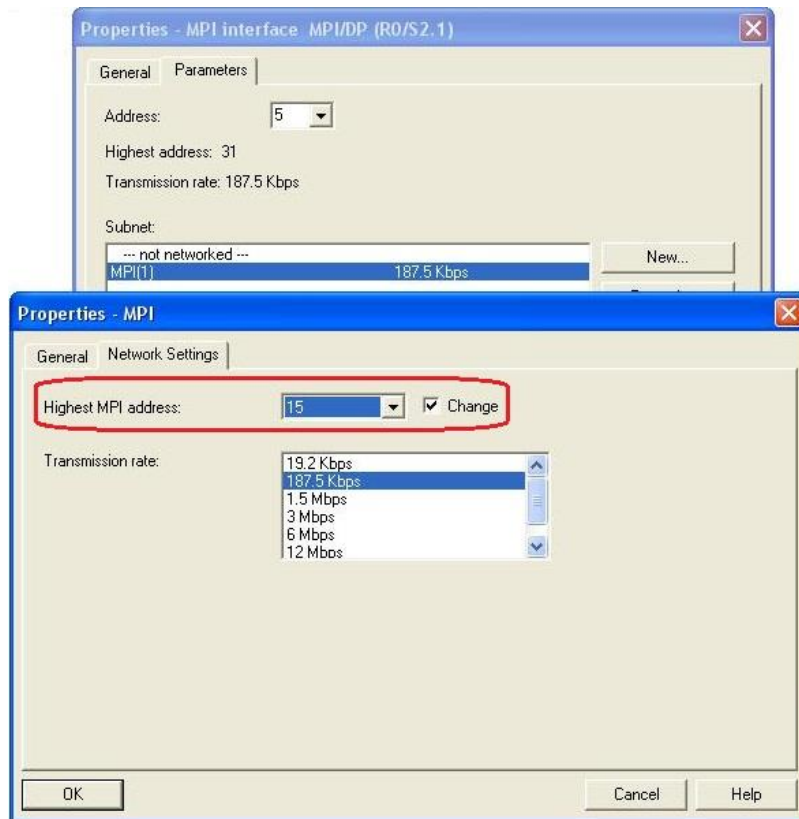 Properties - MPI interface MPI/DP (R0/S2.1)
General Parameters
Address: 5
Highest address: 31
Transmission rate: 187.5 Kbps
Subnet:
--- not networked ---
MPI(1) 187.5 Kbps
New...
Properties - MPI
General Network Settings
Highest MPI address: 15 Change
Transmission rate:
19.2 Kbps
187.5 Kbps
1.5 Mbps
3 Mbps
6 Mbps
12 Mbps
OK Cancel Help